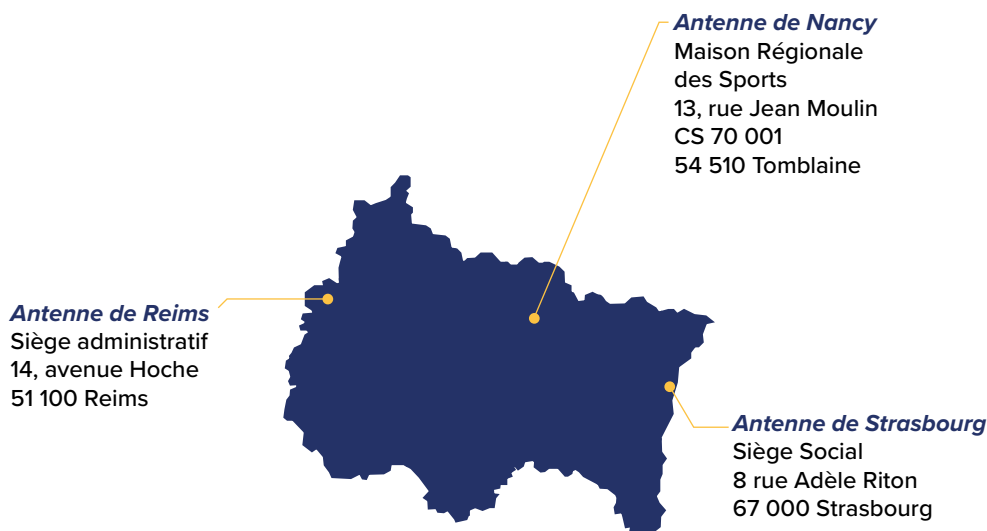 Antenne de Nancy
Maison Régionale
des Sports
13, rue Jean Moulin
CS 70 001
54 510 Tomblaine
Antenne de Reims
Siège administratif
14, avenue Hoche
51 100 Reims
Antenne de Strasbourg
Siège Social
8 rue Adèle Riton
67 000 Strasbourg